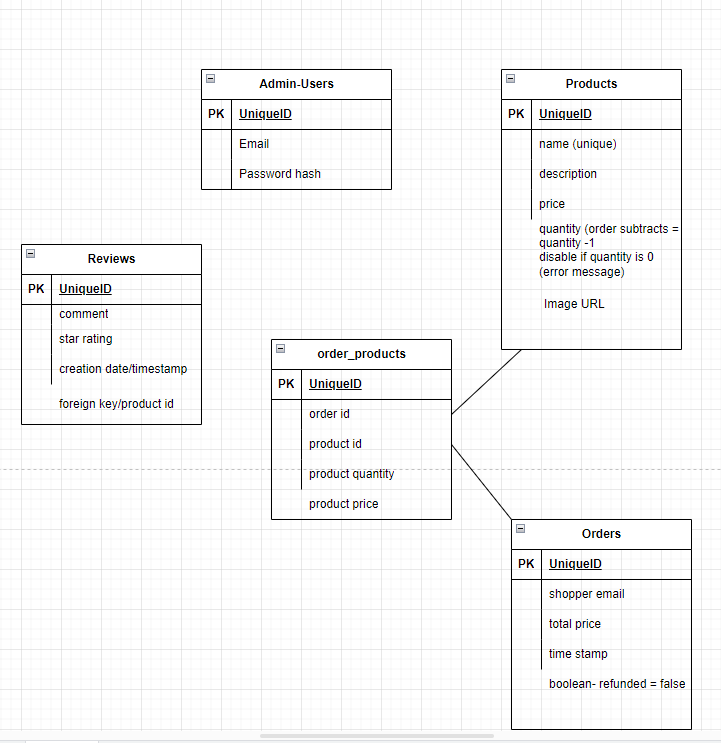 Admin-Users
PK UniqueID
Email
Password hash
Products
PK UniqueID
name (unique)
description
price
quantity (order subtracts =
quantity -1
disable if quantity is 0
(error message)
Image URL
Reviews
PK UniqueID
comment
star rating
creation date/timestamp
foreign key/product id
order_products
PK UniqueID
order id
product id
product quantity
product price
Orders
PK UniqueID
shopper email
total price
time stamp
boolean- refunded = false